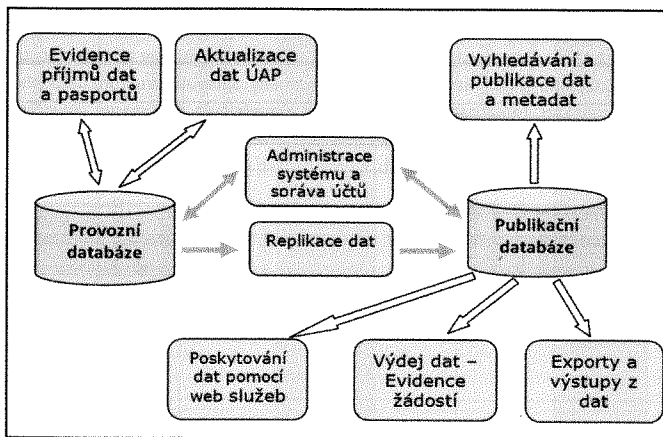 Evidence
příjmů dat
a pasportů
Aktualizace
dat ÚAP
Vyhledávání a
publikace dat
a metadat
Administrace
systému a
správa účtů
Provozní
databáze
Replikace dat
Publikační
databáze
Poskytování
dat pomocí
web služeb
Výdej dat –
Evidence
žádostí
Exporty a
výstupy z
dat